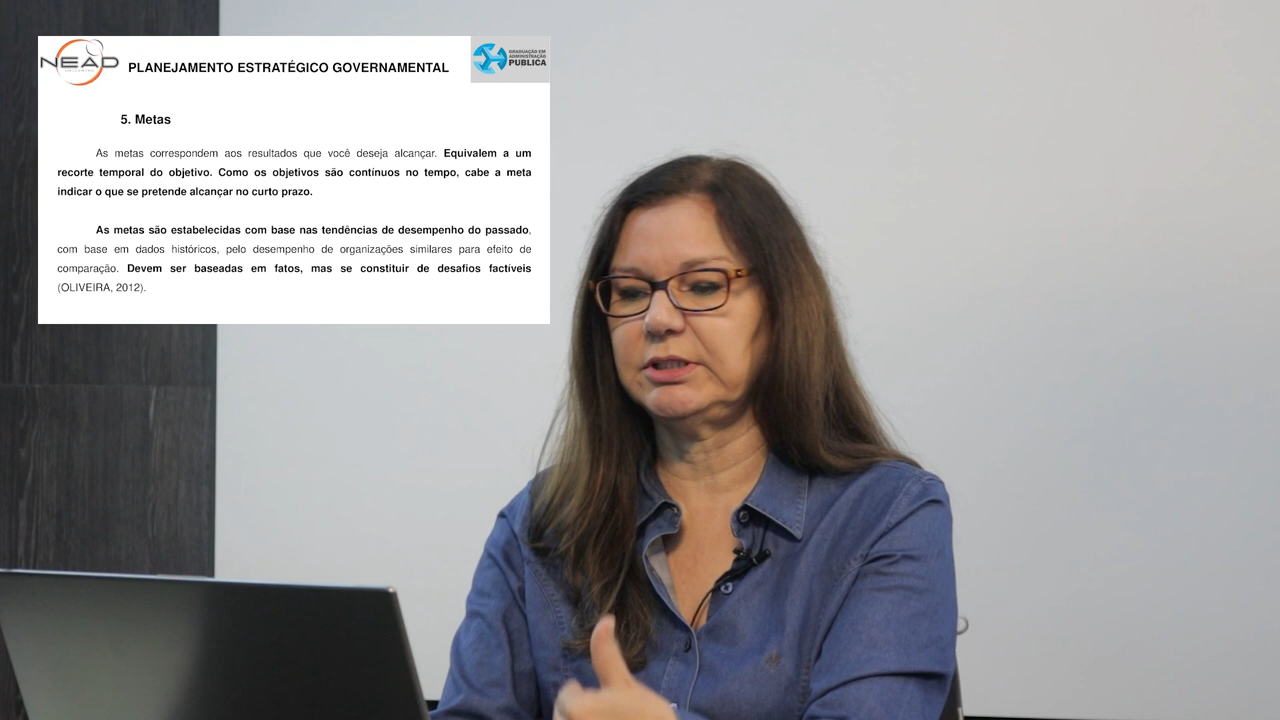 NEAD
UNICENTRO
PLANEJAMENTO ESTRATÉGICO GOVERNAMENTAL
GRADUAÇÃO EM
ADMINISTRAÇÃO
PÚBLICA
5. Metas
As metas correspondem aos resultados que você deseja alcançar. Equivalem a um
recorte temporal do objetivo. Como os objetivos são contínuos no tempo, cabe a meta
indicar o que se pretende alcançar no curto prazo.
As metas são estabelecidas com base nas tendências de desempenho do passado,
com base em dados históricos, pelo desempenho de organizações similares para efeito de
comparação. Devem ser baseadas em fatos, mas se constituir de desafios factíveis
(OLIVEIRA, 2012).